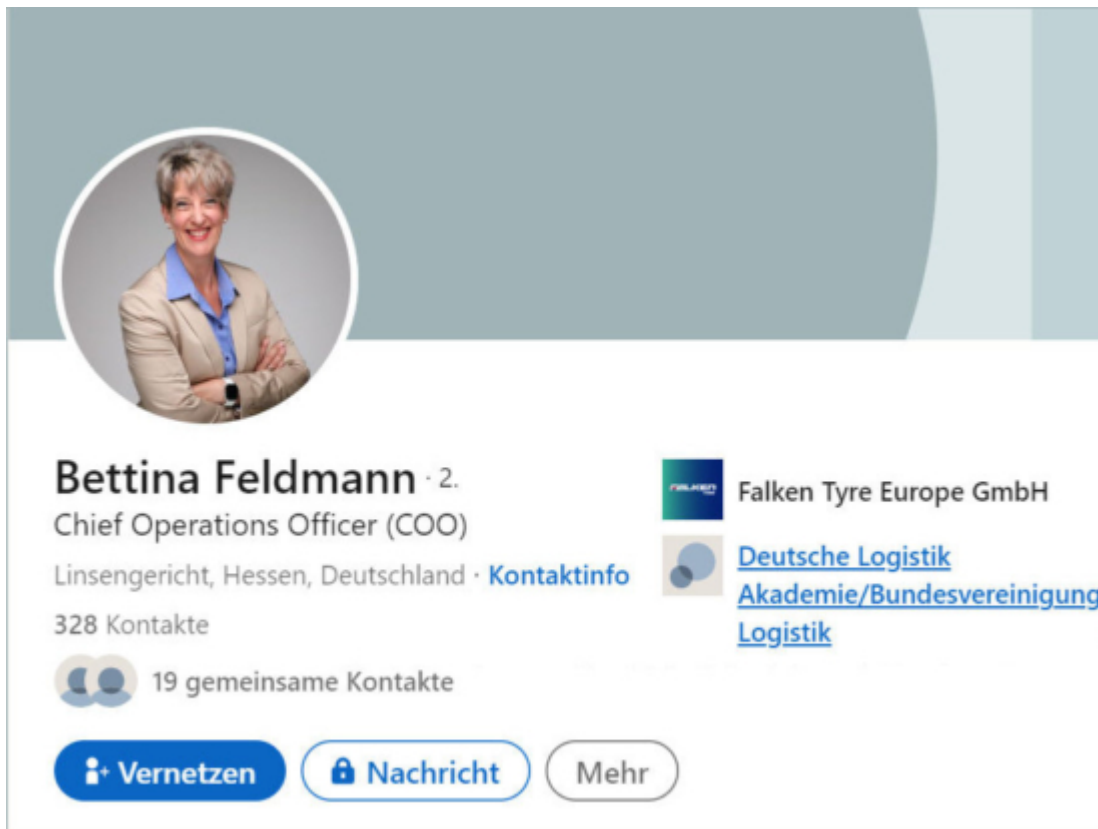 Bettina Feldmann · 2.
Chief Operations Officer (COO)
Linsengericht, Hessen, Deutschland · Kontaktinfo
328 Kontakte
19 gemeinsame Kontakte
FALKEN
Falken Tyre Europe GmbH
Deutsche Logistik
Akademie/Bundesvereinigung
Logistik
Vernetzen
Nachricht
Mehr